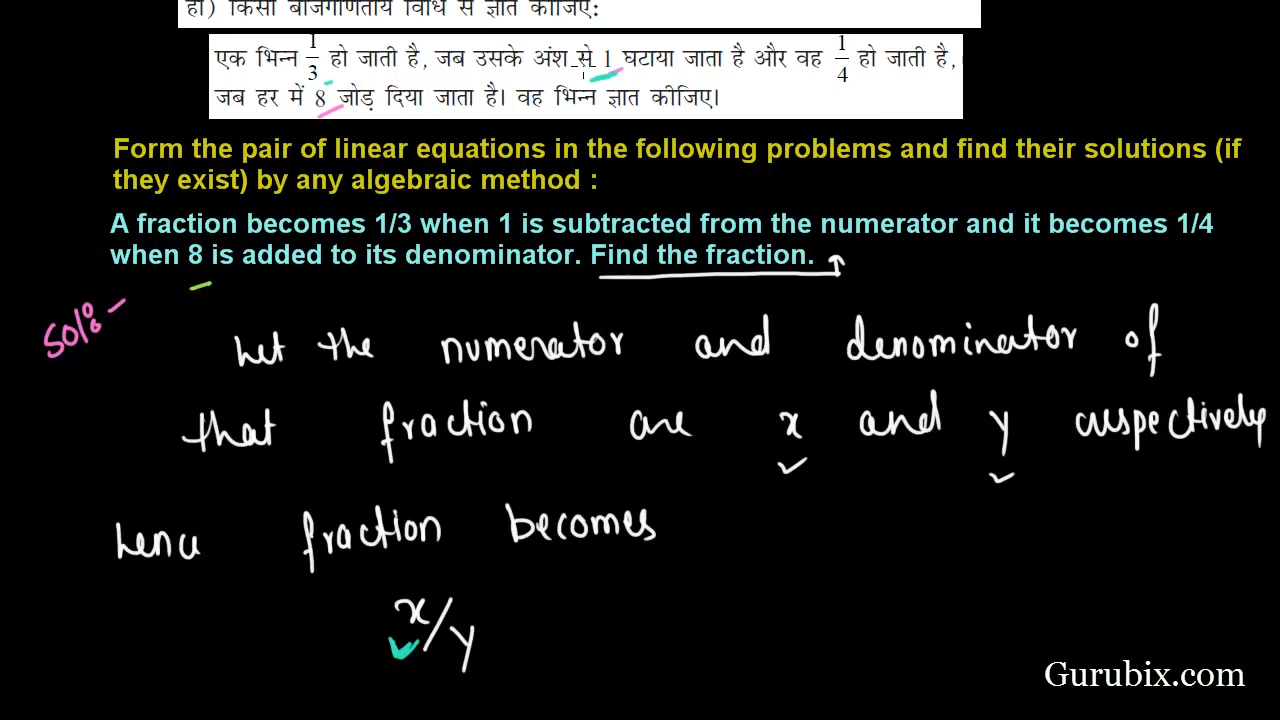 हो) किसी बीजगणितीय विधि से ज्ञात कीजिए:
एक भिन्न 1/3 हो जाती है, जब उसके अंश से 1 घटाया जाता है और वह 1/4 हो जाती है,
जब हर में 8 जोड़ दिया जाता है। वह भिन्न ज्ञात कीजिए।
Form the pair of linear equations in the following problems and find their solutions (if
they exist) by any algebraic method :
A fraction becomes 1/3 when 1 is subtracted from the numerator and it becomes 1/4
when 8 is added to its denominator. Find the fraction.
Sol:-
Let the numerator and denominator of
that fraction are x and y respectively
hence fraction becomes
x/y
Gurubix.com